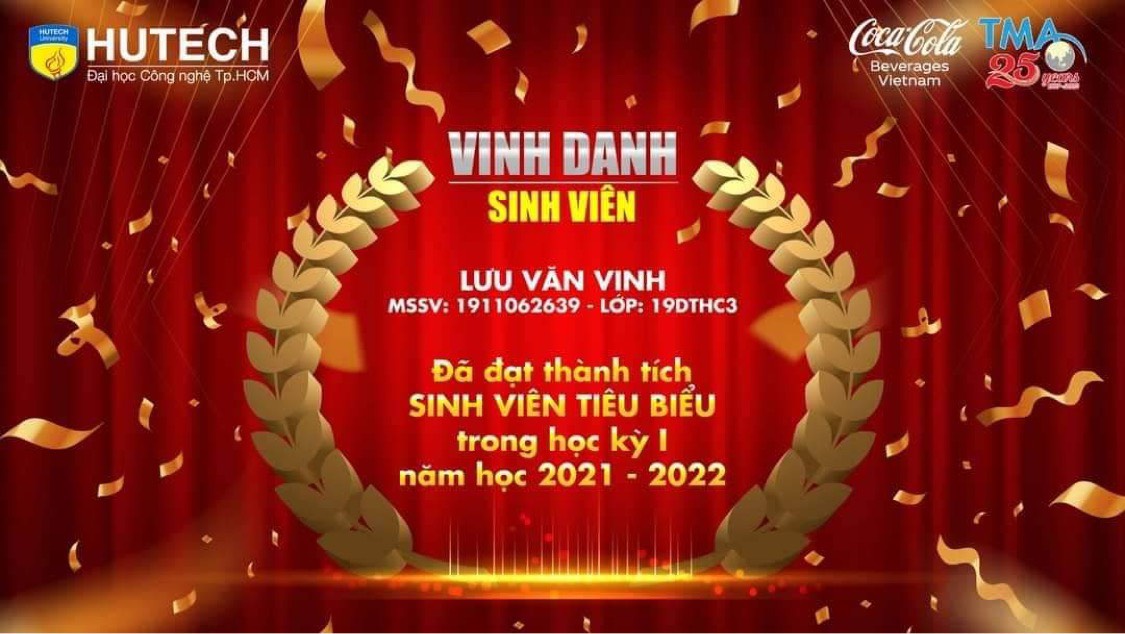 HUTECH
University
HUTECH
Đại học Công nghệ Tp.HCM
Coca-Cola
Beverages
Vietnam
TMA
25 years
VINH DANH
SINH VIÊN
LƯU VĂN VINH
MSSV: 1911062639 - LỚP: 19DTHC3
Đã đạt thành tích
SINH VIÊN TIÊU BIỂU
trong học kỳ I
năm học 2021 - 2022